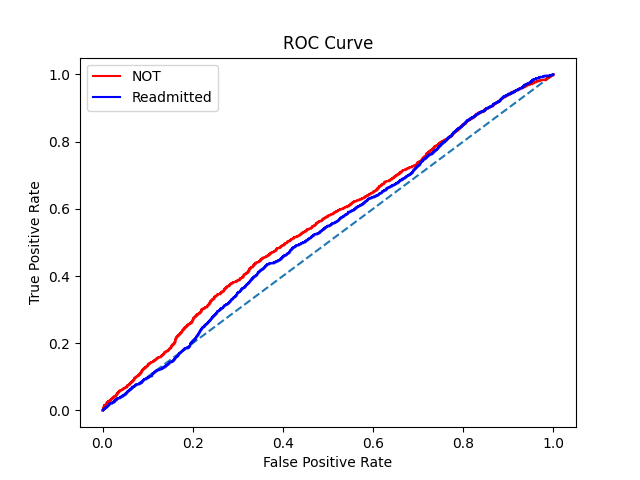 ROC Curve
NOT
Readmitted
True Positive Rate
1.0
0.8
0.6
0.4
0.2
0.0
0.0 0.2 0.4 0.6 0.8 1.0
False Positive Rate